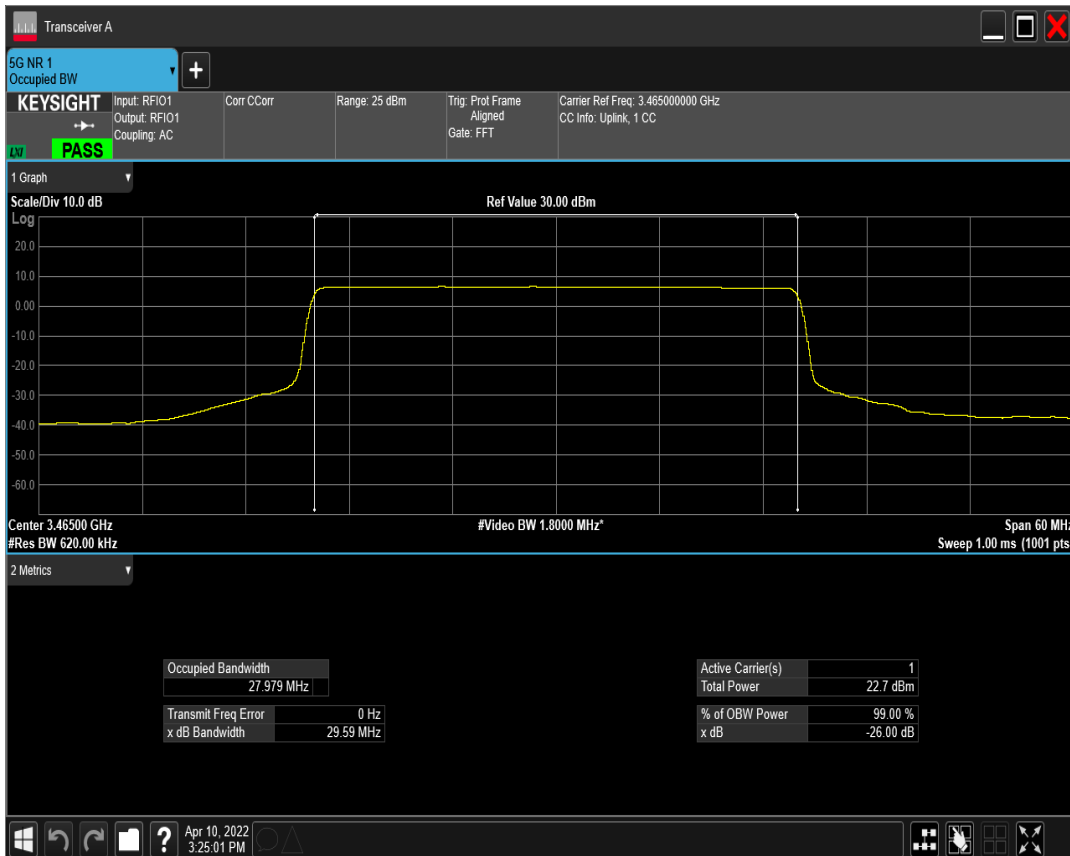 Transceiver A
5G NR 1
Occupied BW
+
KEYSIGHT
LXI
PASS
Input: RFIO1
Output: RFIO1
Coupling: AC
Corr CCorr
Range: 25 dBm
Trig: Prot Frame
Aligned
Gate: FFT
Carrier Ref Freq: 3.465000000 GHz
CC Info: Uplink, 1 CC
1 Graph
Scale/Div 10.0 dB
Ref Value 30.00 dBm
Log
20.0
10.0
0.00
-10.0
-20.0
-30.0
-40.0
-50.0
-60.0
Center 3.46500 GHz
#Video BW 1.8000 MHz*
Span 60 MHz
#Res BW 620.00 kHz
Sweep 1.00 ms (1001 pts
2 Metrics
Occupied Bandwidth
27.979 MHz
Transmit Freq Error 0 Hz
x dB Bandwidth 29.59 MHz
Active Carrier(s) 1
Total Power 22.7 dBm
% of OBW Power 99.00 %
x dB -26.00 dB
?
Apr 10, 2022
3:25:01 PM